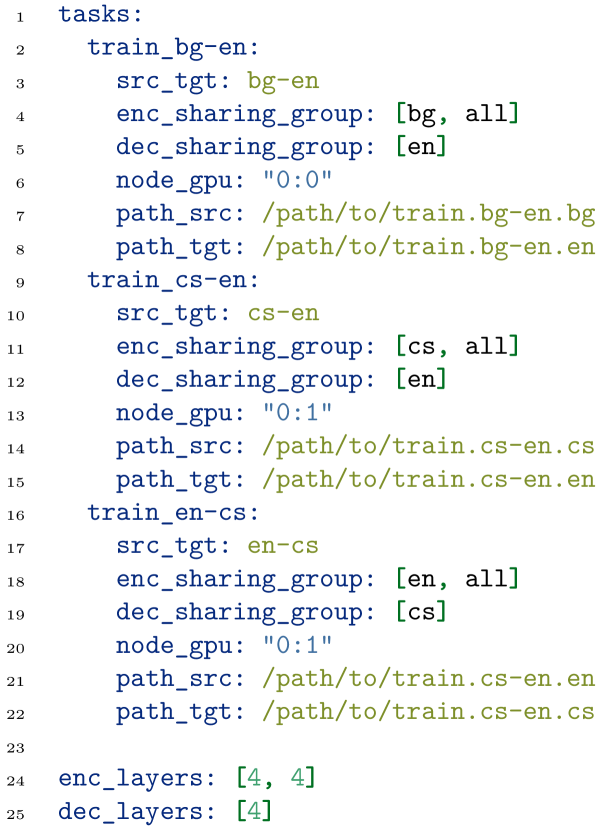 1 tasks:
2   train_bg-en:
3     src_tgt: bg-en
4     enc_sharing_group: [bg, all]
5     dec_sharing_group: [en]
6     node_gpu: "0:0"
7     path_src: /path/to/train.bg-en.bg
8     path_tgt: /path/to/train.bg-en.en
9   train_cs-en:
10     src_tgt: cs-en
11     enc_sharing_group: [cs, all]
12     dec_sharing_group: [en]
13     node_gpu: "0:1"
14     path_src: /path/to/train.cs-en.cs
15     path_tgt: /path/to/train.cs-en.en
16   train_en-cs:
17     src_tgt: en-cs
18     enc_sharing_group: [en, all]
19     dec_sharing_group: [cs]
20     node_gpu: "0:1"
21     path_src: /path/to/train.cs-en.en
22     path_tgt: /path/to/train.cs-en.cs
23
24 enc_layers: [4, 4]
25 dec_layers: [4]